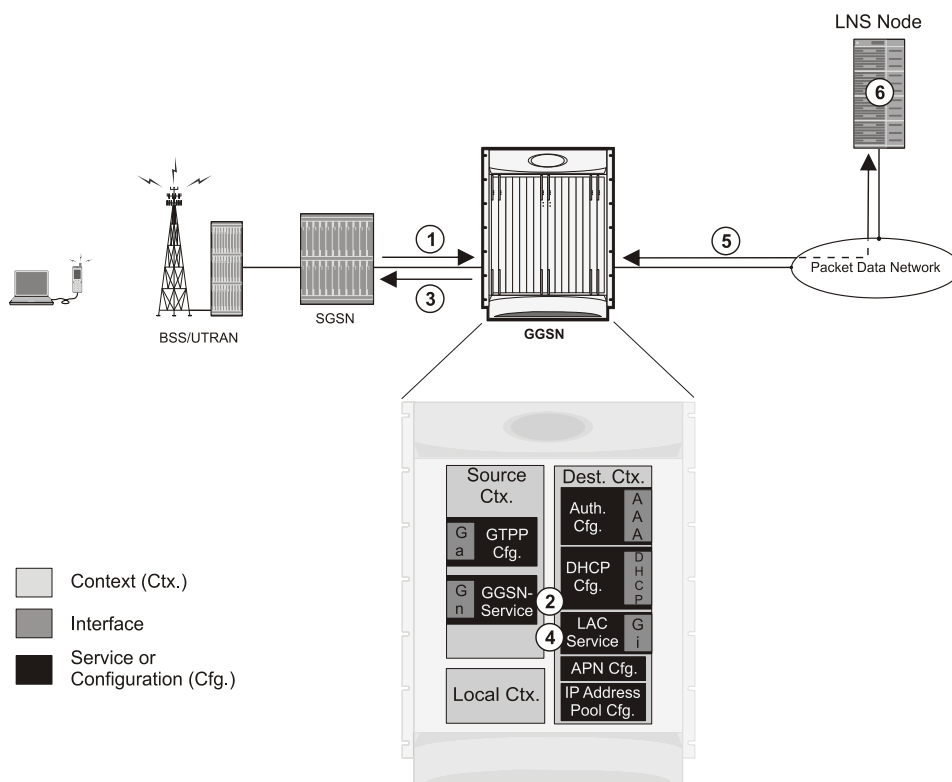 LNS Node
6
1
5
Packet Data Network
3
SGSN
BSS/UTRAN
GGSN
Source
Ctx.
G
a
GTPP
Cfg.
G
n
GGSN-
Service
2
4
Dest. Ctx.
Auth.
Cfg.
A
A
A
DHCP
Cfg.
D
H
C
P
LAC
Service
G
i
APN Cfg.
IP Address
Pool Cfg.
Local Ctx.
Context (Ctx.)
Interface
Service or
Configuration (Cfg.)